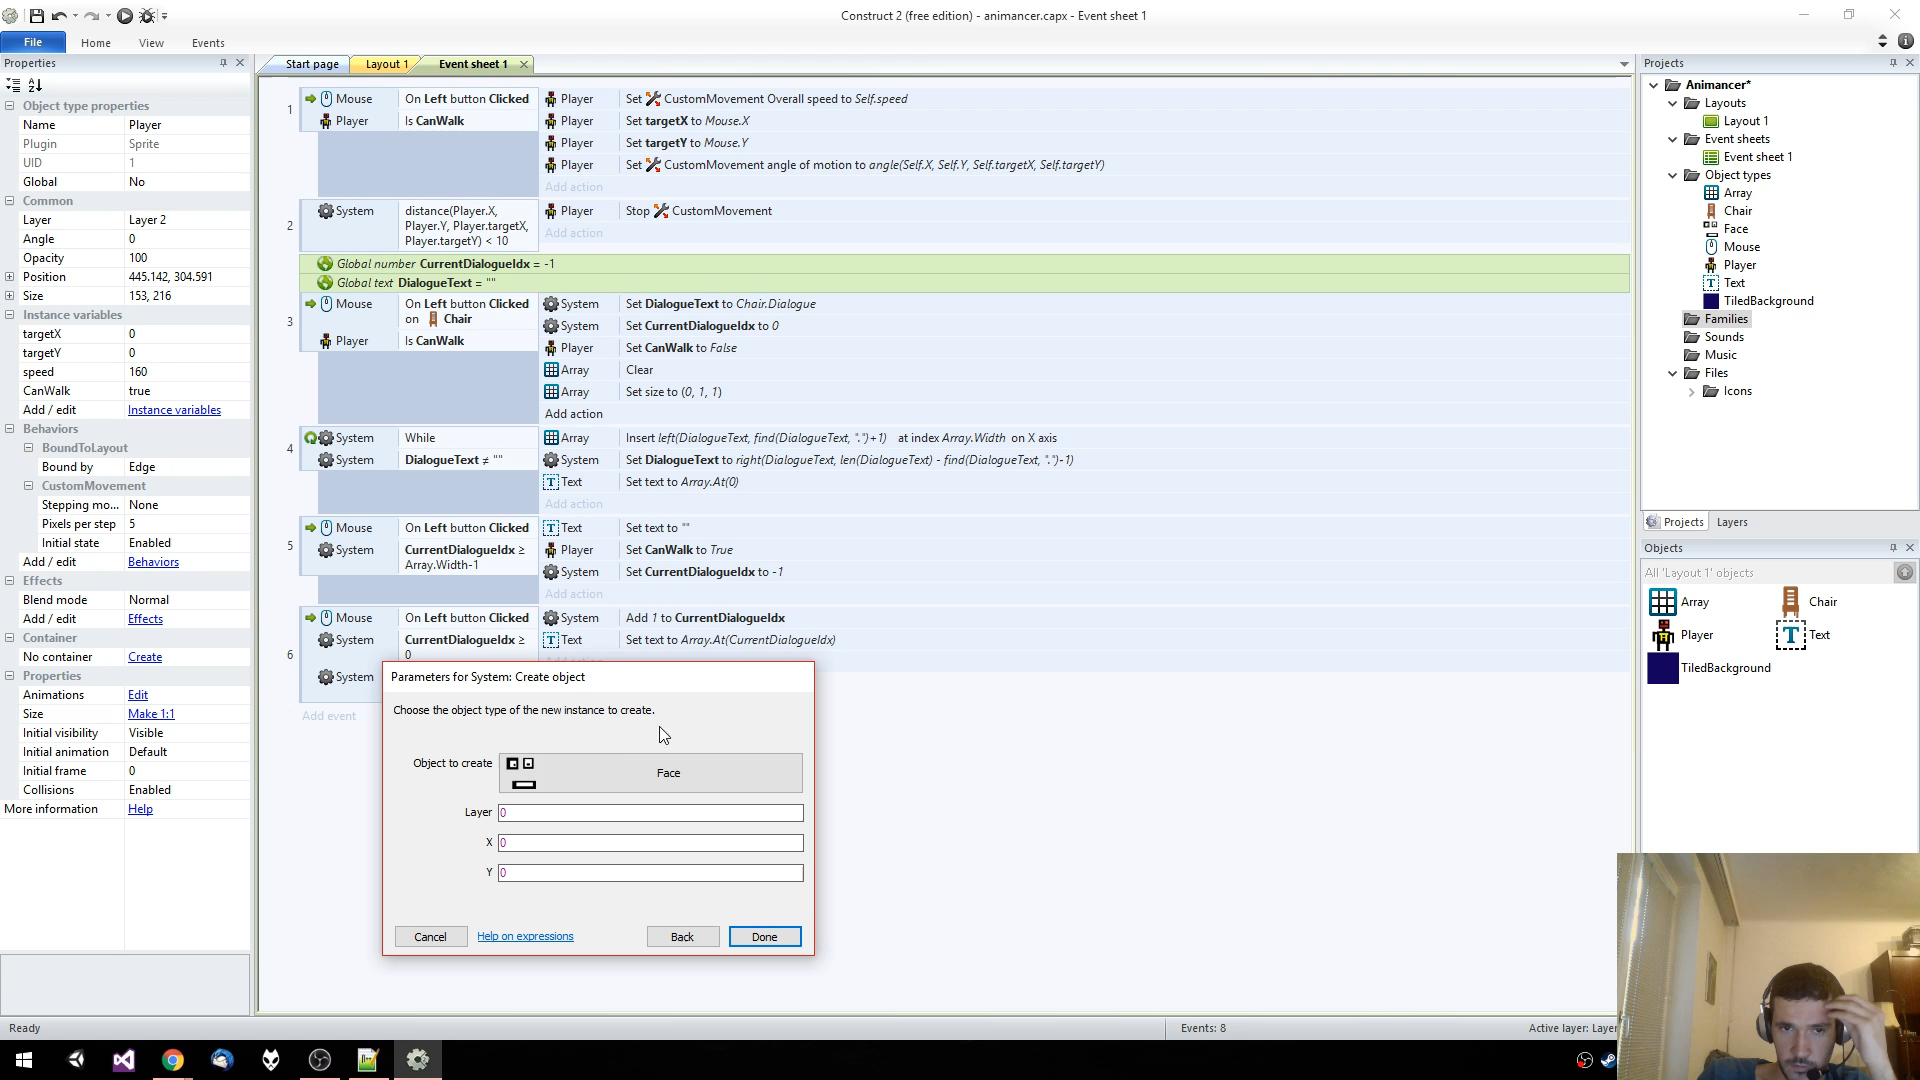 Construct 2 (free edition) - animancer.capx - Event sheet 1
File
Home
View
Events
Properties
Object type properties
Name Player
Plugin Sprite
UID 1
Global No
Common
Layer Layer 2
Angle 0
Opacity 100
Position 445.142, 304.591
Size 153, 216
Instance variables
targetX 0
targetY 0
speed 160
CanWalk true
Add / edit Instance variables
Behaviors
BoundToLayout
Bound by Edge
CustomMovement
Stepping mo... None
Pixels per step 5
Initial state Enabled
Add / edit Behaviors
Effects
Blend mode Normal
Add / edit Effects
Container
No container Create
Properties
Animations Edit
Size Make 1:1
Initial visibility Visible
Initial animation Default
Initial frame 0
Collisions Enabled
More information Help
Start page
Layout 1
Event sheet 1
1
Mouse On Left button Clicked
Player Is CanWalk
Player Set CustomMovement Overall speed to Self.speed
Player Set targetX to Mouse.X
Player Set targetY to Mouse.Y
Player Set CustomMovement angle of motion to angle(Self.X, Self.Y, Self.targetX, Self.targetY)
Add action
2
System distance(Player.X,
Player.Y, Player.targetX,
Player.targetY) < 10
Player Stop CustomMovement
Add action
Global number CurrentDialogueIdx = -1
Global text DialogueText = ""
3
Mouse On Left button Clicked
on Chair
Player Is CanWalk
System Set DialogueText to Chair.Dialogue
System Set CurrentDialogueIdx to 0
Player Set CanWalk to False
Array Clear
Array Set size to (0, 1, 1)
Add action
4
System While
System DialogueText ≠ ""
Array Insert left(DialogueText, find(DialogueText, ".")+1) at index Array.Width on X axis
System Set DialogueText to right(DialogueText, len(DialogueText) - find(DialogueText, ".")-1)
Text Set text to Array.At(0)
Add action
5
Mouse On Left button Clicked
System CurrentDialogueIdx ≥
Array.Width-1
Text Set text to ""
Player Set CanWalk to True
System Set CurrentDialogueIdx to -1
Add action
6
Mouse On Left button Clicked
System CurrentDialogueIdx ≥
0
System
System Add 1 to CurrentDialogueIdx
Text Set text to Array.At(CurrentDialogueIdx)
Add event
Parameters for System: Create object
Choose the object type of the new instance to create.
Object to create Face
Layer 0
X 0
Y 0
Cancel
Help on expressions
Back
Done
Projects
Animancer*
Layouts
Layout 1
Event sheets
Event sheet 1
Object types
Array
Chair
Face
Mouse
Player
Text
TiledBackground
Families
Sounds
Music
Files
Icons
Projects
Layers
Objects
All 'Layout 1' objects
Array
Chair
Player
Text
TiledBackground
Ready
Events: 8
Active layer: Layer